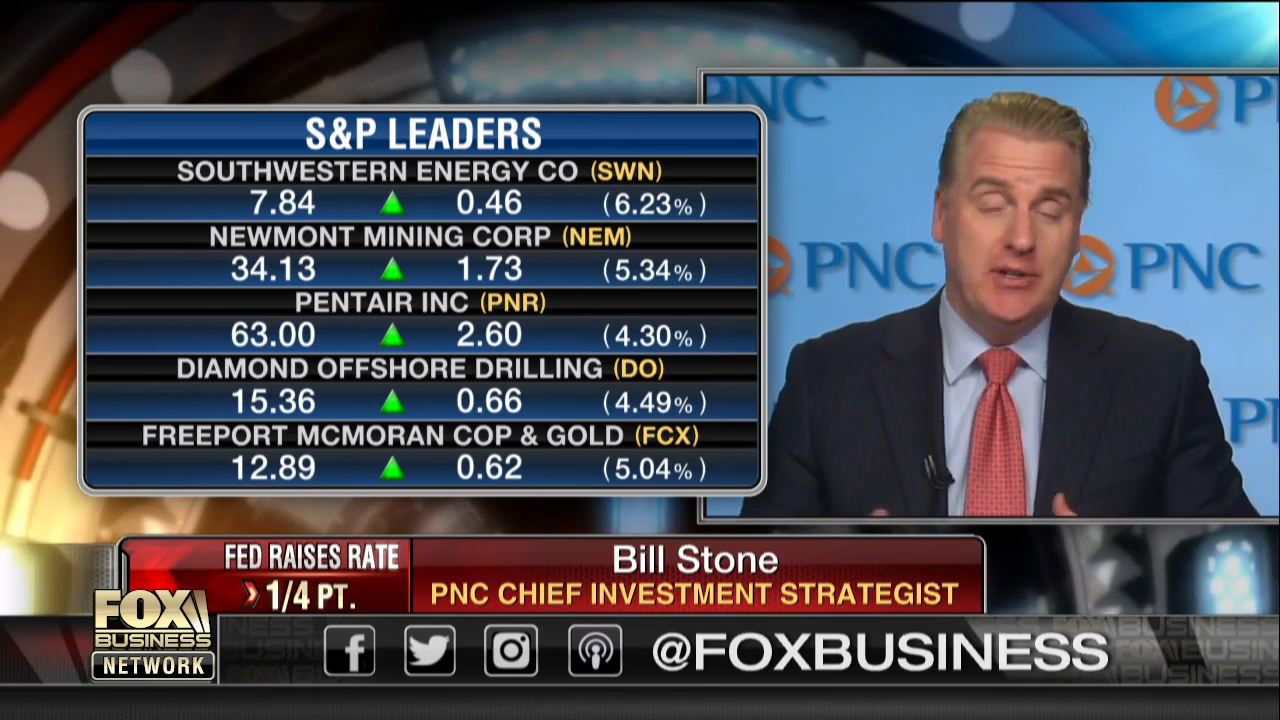 S&P LEADERS
SOUTHWESTERN ENERGY CO (SWN)
7.84 ▲ 0.46 (6.23%)
NEWMONT MINING CORP (NEM)
34.13 ▲ 1.73 (5.34%)
PENTAIR INC (PNR)
63.00 ▲ 2.60 (4.30%)
DIAMOND OFFSHORE DRILLING (DO)
15.36 ▲ 0.66 (4.49%)
FREEPORT MCMORAN COP & GOLD (FCX)
12.89 ▲ 0.62 (5.04%)
PNC
P
PNC
PNC
P
FED RAISES RATE
1/4 PT.
Bill Stone
PNC CHIEF INVESTMENT STRATEGIST
FOX
BUSINESS
NETWORK
@FOXBUSINESS